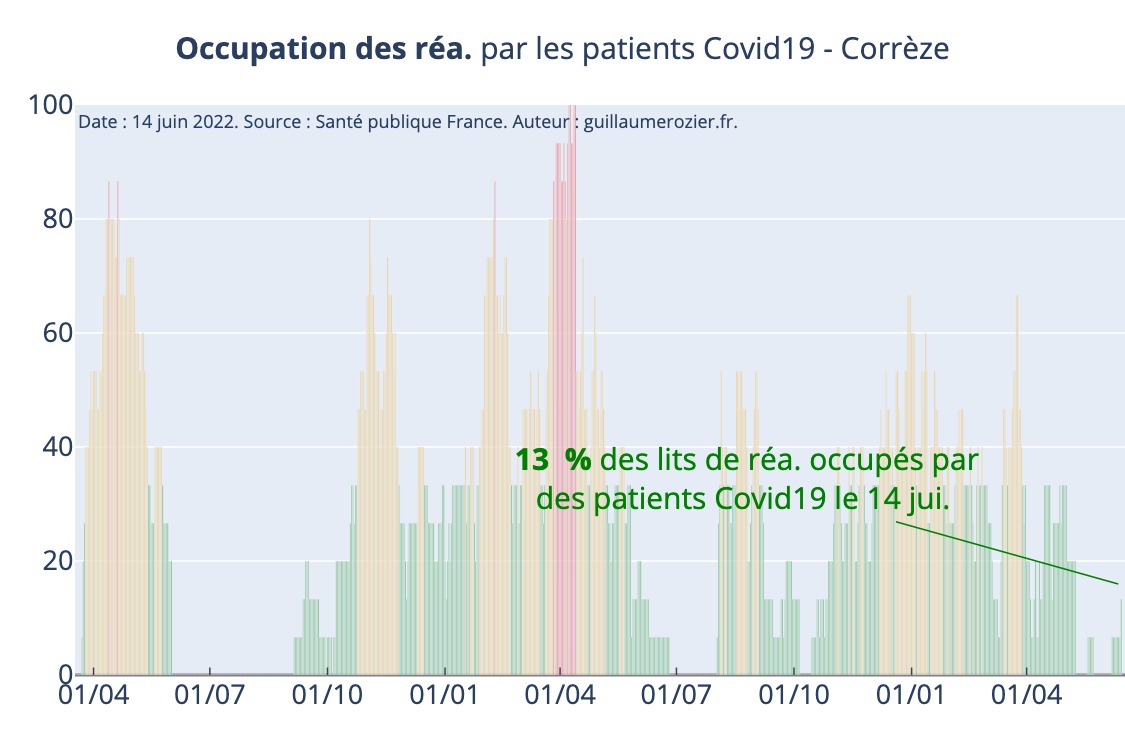 Occupation des réa. par les patients Covid19 - Corrèze
100
Date : 14 juin 2022. Source : Santé publique France. Auteur : guillaumerozier.fr.
80
60
40
13 % des lits de réa. occupés par
des patients Covid19 le 14 jui.
20
0
01/04 01/07 01/10 01/01 01/04 01/07 01/10 01/01 01/04